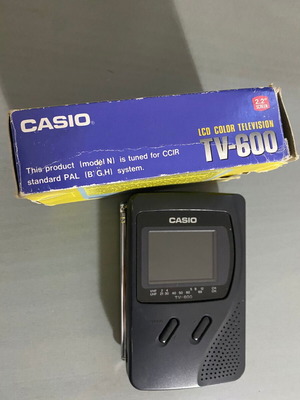 CASIO
2.2"
LCD COLOR TELEVISION
TV-600
This product (model N) is tuned for CCIR
standard PAL (B·G,H) system.
CASIO
TV-600